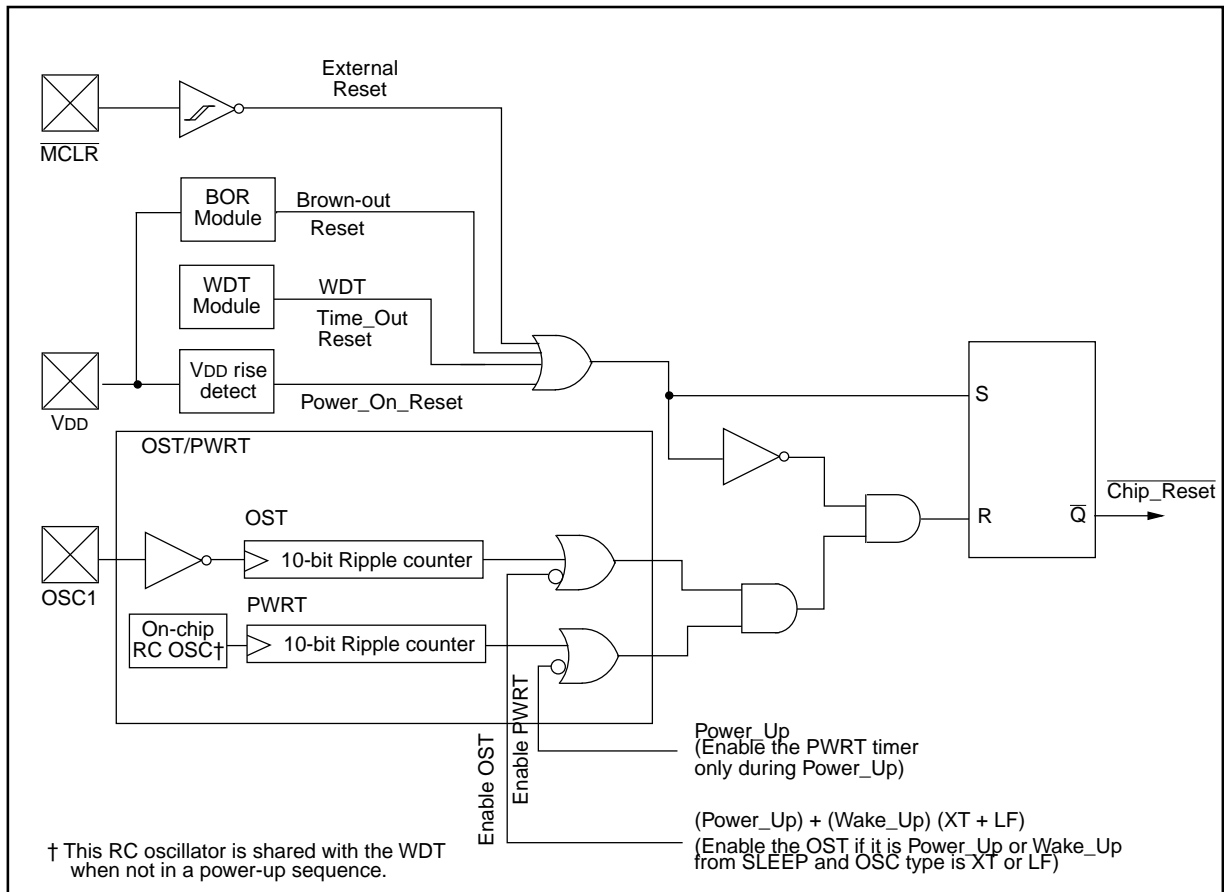 External
Reset
MCLR
BOR
Module
Brown-out
Reset
WDT
Module
WDT
Time_Out
Reset
VDD
VDD rise
detect
Power_On_Reset
S
R
Q
Chip_Reset
OST/PWRT
OSC1
OST
10-bit Ripple counter
PWRT
On-chip
RC OSC†
10-bit Ripple counter
Enable OST
Enable PWRT
Power_Up
(Enable the PWRT timer
only during Power_Up)
(Power_Up) + (Wake_Up) (XT + LF)
(Enable the OST if it is Power_Up or Wake_Up
from SLEEP and OSC type is XT or LF)
† This RC oscillator is shared with the WDT
when not in a power-up sequence.